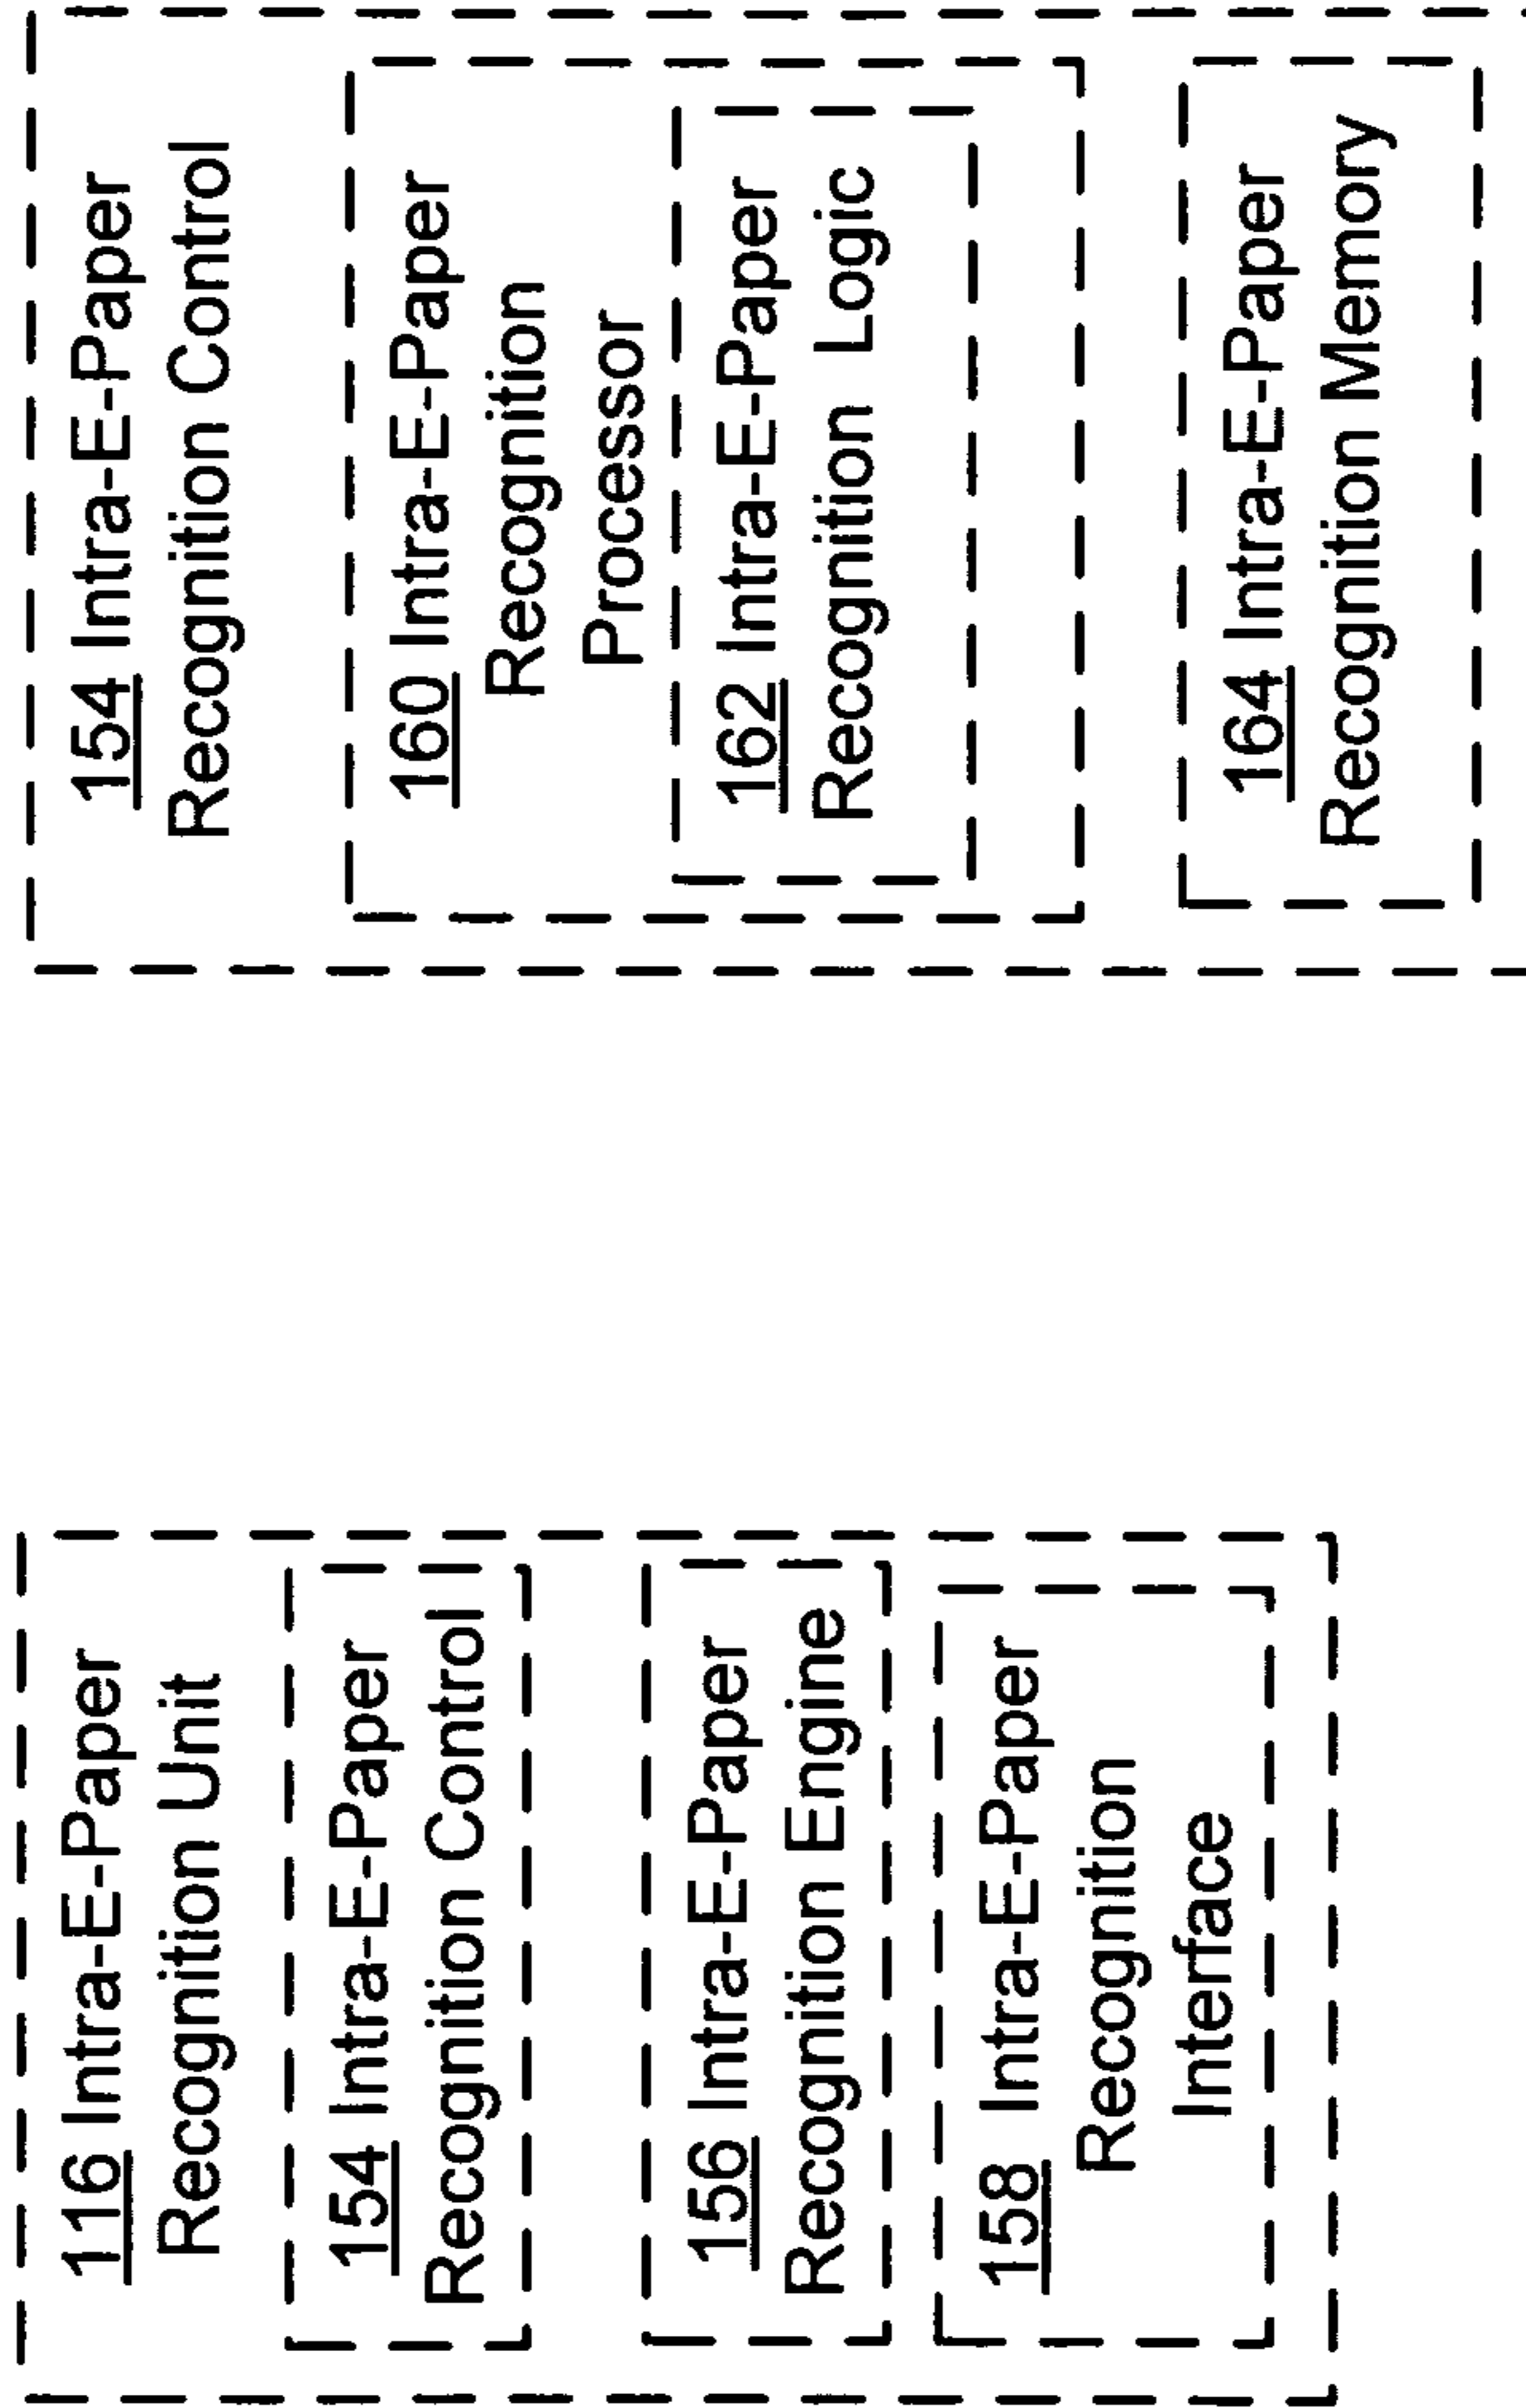 116 Intra-E-Paper
Recognition Unit
154 Intra-E-Paper
Recognition Control
156 Intra-E-Paper
Recognition Engine
158 Intra-E-Paper
Recognition
Interface
154 Intra-E-Paper
Recognition Control
160 Intra-E-Paper
Recognition
Processor
162 Intra-E-Paper
Recognition Logic
164 Intra-E-Paper
Recognition Memory